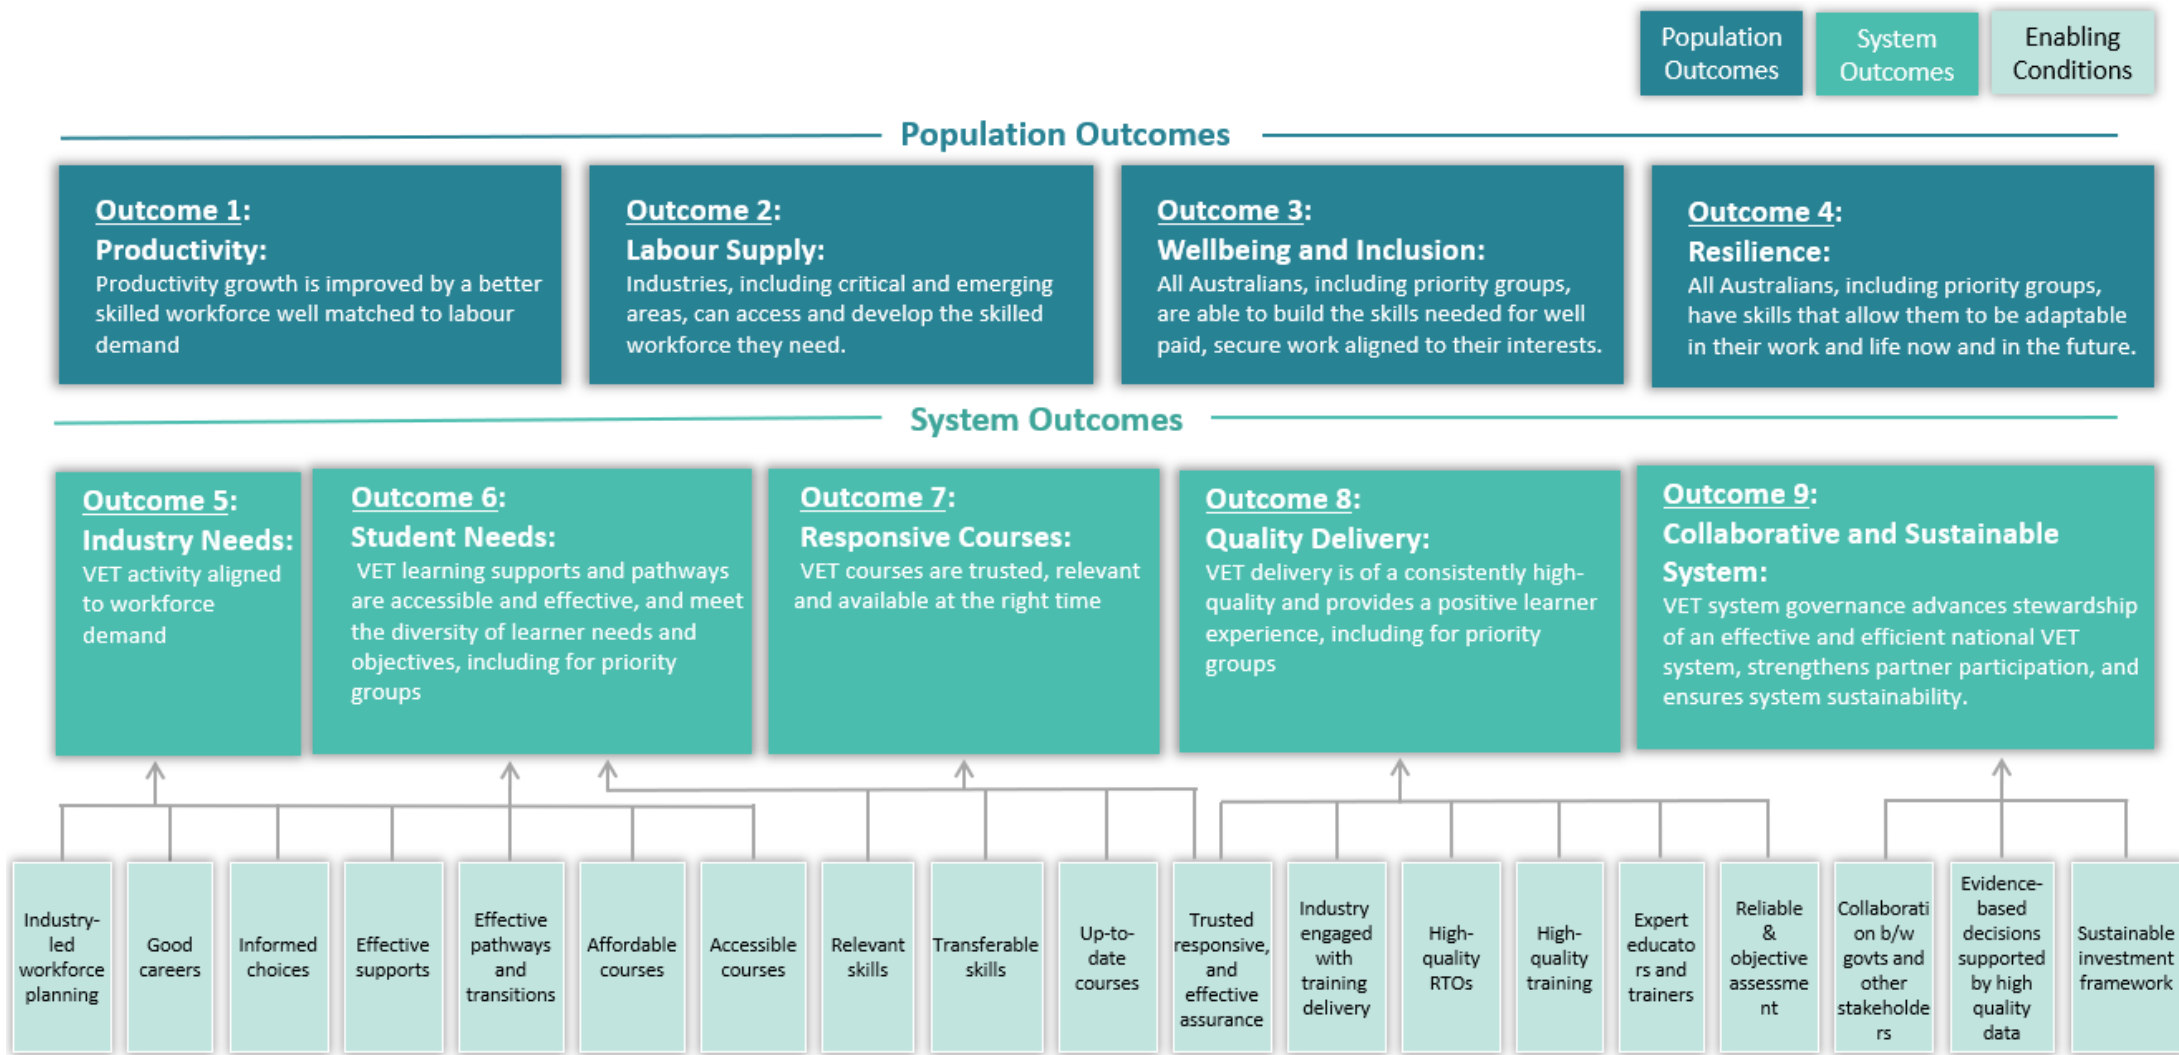 Population
Outcomes
System
Outcomes
Enabling
Conditions
Population Outcomes
Outcome 1:
Productivity:
Productivity growth is improved by a better
skilled workforce well matched to labour
demand
Outcome 2:
Labour Supply:
Industries, including critical and emerging
areas, can access and develop the skilled
workforce they need.
Outcome 3:
Wellbeing and Inclusion:
All Australians, including priority groups,
are able to build the skills needed for well
paid, secure work aligned to their interests.
Outcome 4:
Resilience:
All Australians, including priority groups,
have skills that allow them to be adaptable
in their work and life now and in the future.
System Outcomes
Outcome 5:
Industry Needs:
VET activity aligned
to workforce
demand
Outcome 6:
Student Needs:
VET learning supports and pathways
are accessible and effective, and meet
the diversity of learner needs and
objectives, including for priority
groups
Outcome 7:
Responsive Courses:
VET courses are trusted, relevant
and available at the right time
Outcome 8:
Quality Delivery:
VET delivery is of a consistently high-
quality and provides a positive learner
experience, including for priority
groups
Outcome 9:
Collaborative and Sustainable
System:
VET system governance advances stewardship
of an effective and efficient national VET
system, strengthens partner participation, and
ensures system sustainability.
Industry-
led
workforce
planning
Good
careers
Informed
choices
Effective
supports
Effective
pathways
and
transitions
Affordable
courses
Accessible
courses
Relevant
skills
Transferable
skills
Up-to-
date
courses
Trusted
responsive,
and
effective
assurance
Industry
engaged
with
training
delivery
High-
quality
RTOs
High-
quality
training
Expert
educato
rs and
trainers
Reliable
&
objective
assessme
nt
Collaborati
on b/w
govts and
other
stakeholde
rs
Evidence-
based
decisions
supported
by high
quality
data
Sustainable
investment
framework